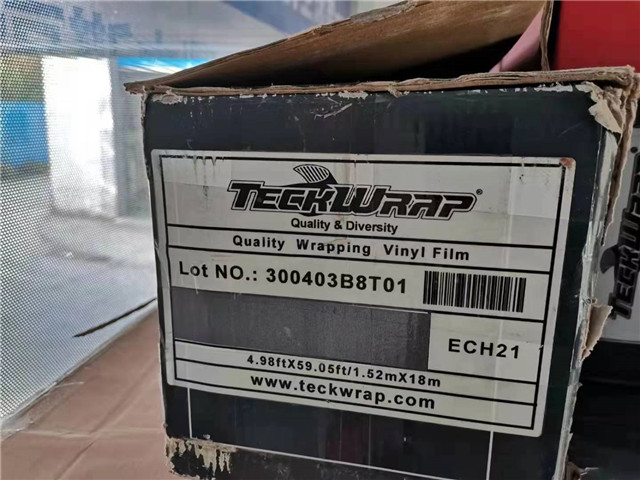 TECKWRAP®
Quality & Diversity
Quality Wrapping Vinyl Film
Lot NO.: 300403B8T01
ECH21
4.98ftX59.05ft/1.52mX18m
www.teckwrap.com
TECKWRAP